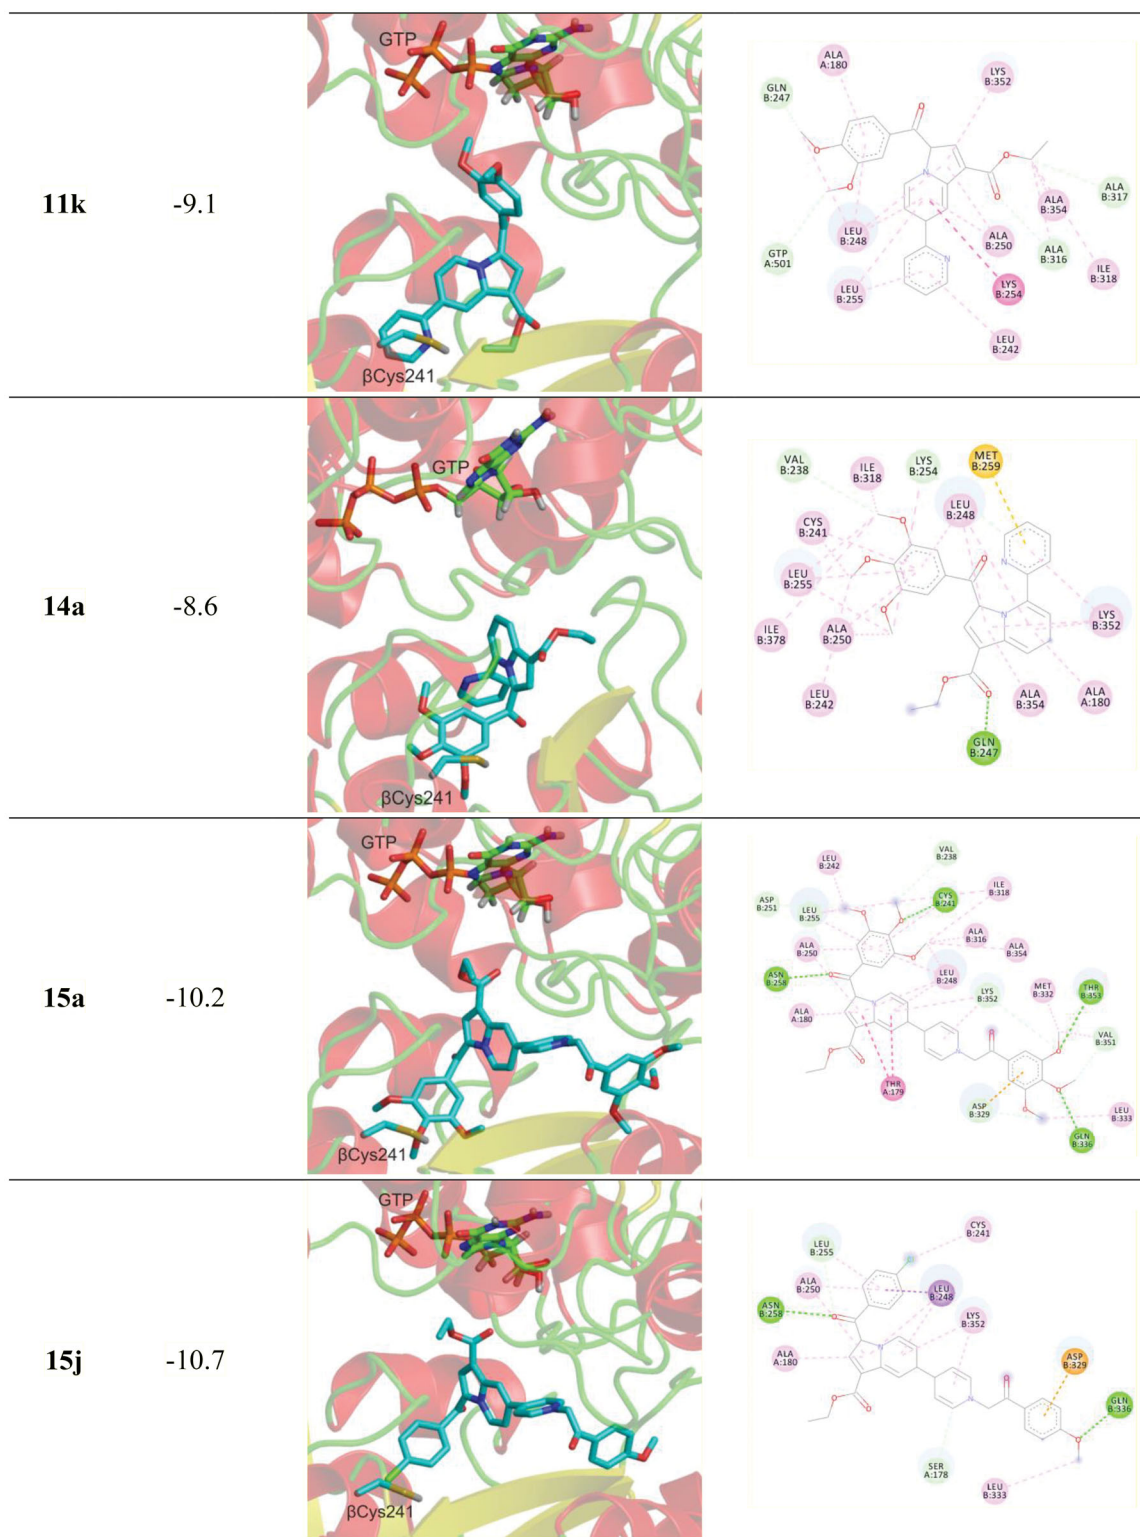 11k
-9.1
GTP
βCys241
ALA
A:180
LYS
B:352
GLN
B:247
O
O
O
O
N
O
ALA
B:354
ALA
A:317
LEU
B:248
ALA
B:250
ALA
B:316
GTP
A:501
ILE
B:318
N
LEU
B:255
LYS
B:254
LEU
B:242
14a
-8.6
GTP
βCys241
VAL
B:238
ILE
B:318
LYS
B:254
MET
B:259
LEU
B:248
CYS
B:241
O
O
O
N
LEU
B:255
O
N
LYS
B:352
ILE
B:378
ALA
B:250
LEU
B:242
O
O
ALA
B:354
ALA
A:180
GLN
B:247
15a
-10.2
GTP
βCys241
LEU
B:242
VAL
B:238
CYS
B:241
ILE
B:318
ASP
B:251
LEU
B:255
O
O
O
ALA
B:250
ALA
B:316
ALA
B:354
ASN
B:258
O
LEU
B:248
LYS
B:352
MET
B:332
THR
B:353
ALA
A:180
N
VAL
B:351
O
O
N
O
O
O
O
THR
A:179
ASP
B:329
LEU
B:333
GLN
B:336
15j
-10.7
GTP
βCys241
CYS
B:241
LEU
B:255
Cl
ALA
B:250
LEU
B:248
ASN
B:258
O
LYS
B:352
ALA
A:180
N
ASP
B:329
O
O
N
O
GLN
B:336
O
SER
A:178
LEU
B:333